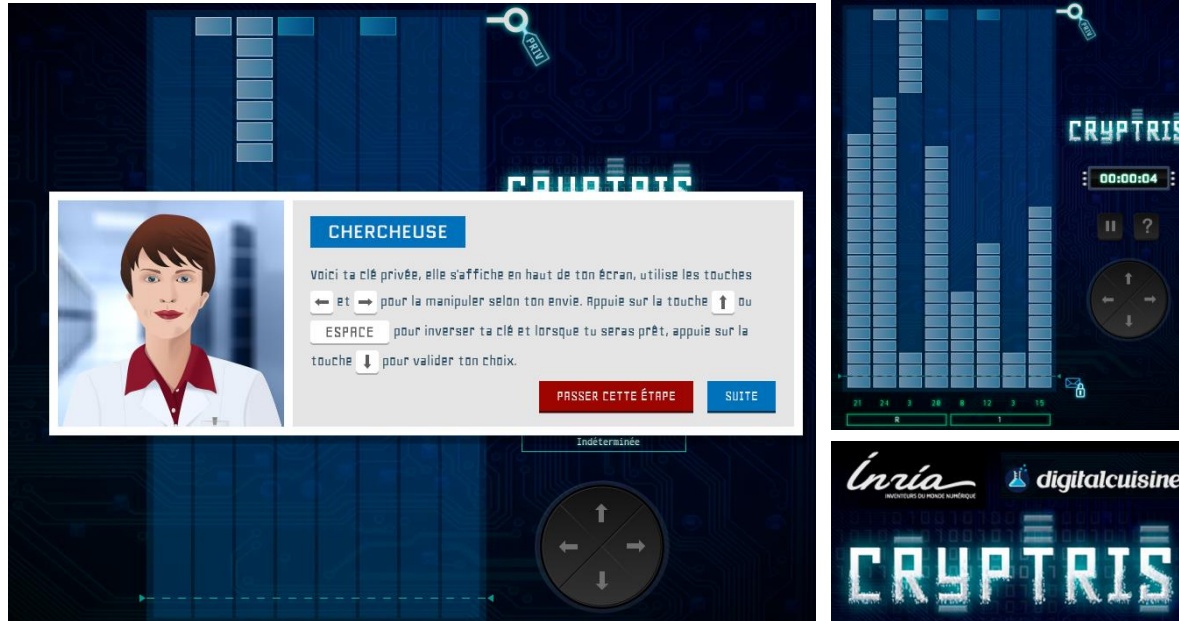 PRIV
CRYPTRIS
CHERCHEUSE
Voici ta clé privée, elle s'affiche en haut de ton écran, utilise les touches
← et → pour la manipuler selon ton envie. Appuie sur la touche ↑ ou
ESPACE pour inverser ta clé et lorsque tu seras prêt, appuie sur la
touche ↓ pour valider ton choix.
PASSER CETTE ÉTAPE
SUITE
Indéterminée
PRIV
CRYPTRIS
00:00:04
?
21 24 3 20 8 12 3 15
1
Inría
INVENTEURS DU MONDE NUMÉRIQUE
digitalcuisine
CRYPTRIS